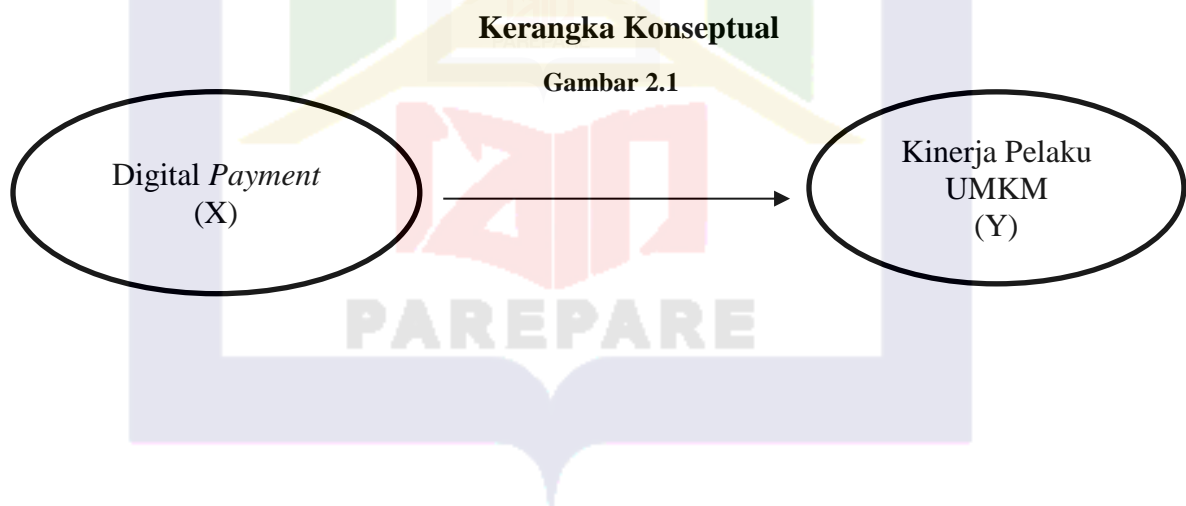 Kerangka Konseptual
Gambar 2.1
Digital Payment
(X)
Kinerja Pelaku
UMKM
(Y)
PAREPARE